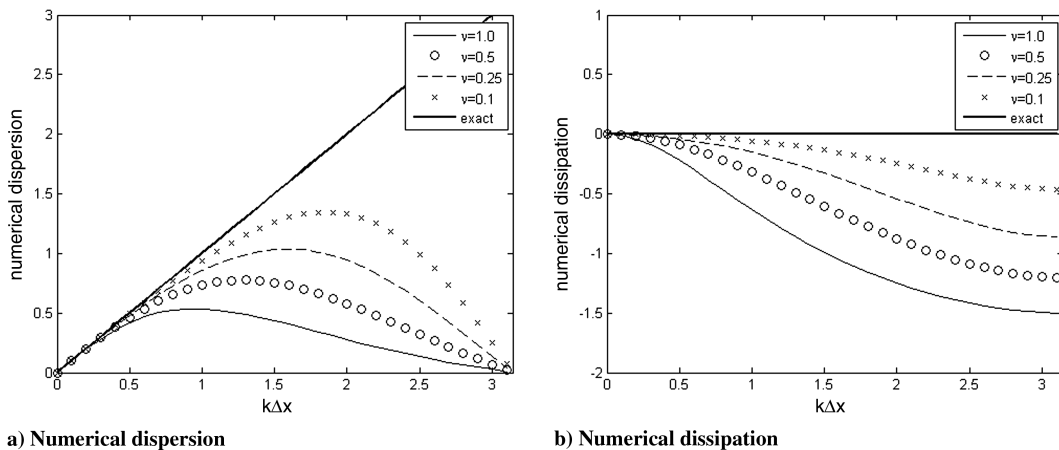 3
2.5
2
1.5
1
0.5
0
0
0.5
1
1.5
2
2.5
3
numerical dispersion
kΔx
ν=1.0
ν=0.5
ν=0.25
ν=0.1
exact
a) Numerical dispersion
1
0.5
0
-0.5
-1
-1.5
-2
0
0.5
1
1.5
2
2.5
3
numerical dissipation
kΔx
ν=1.0
ν=0.5
ν=0.25
ν=0.1
exact
b) Numerical dissipation